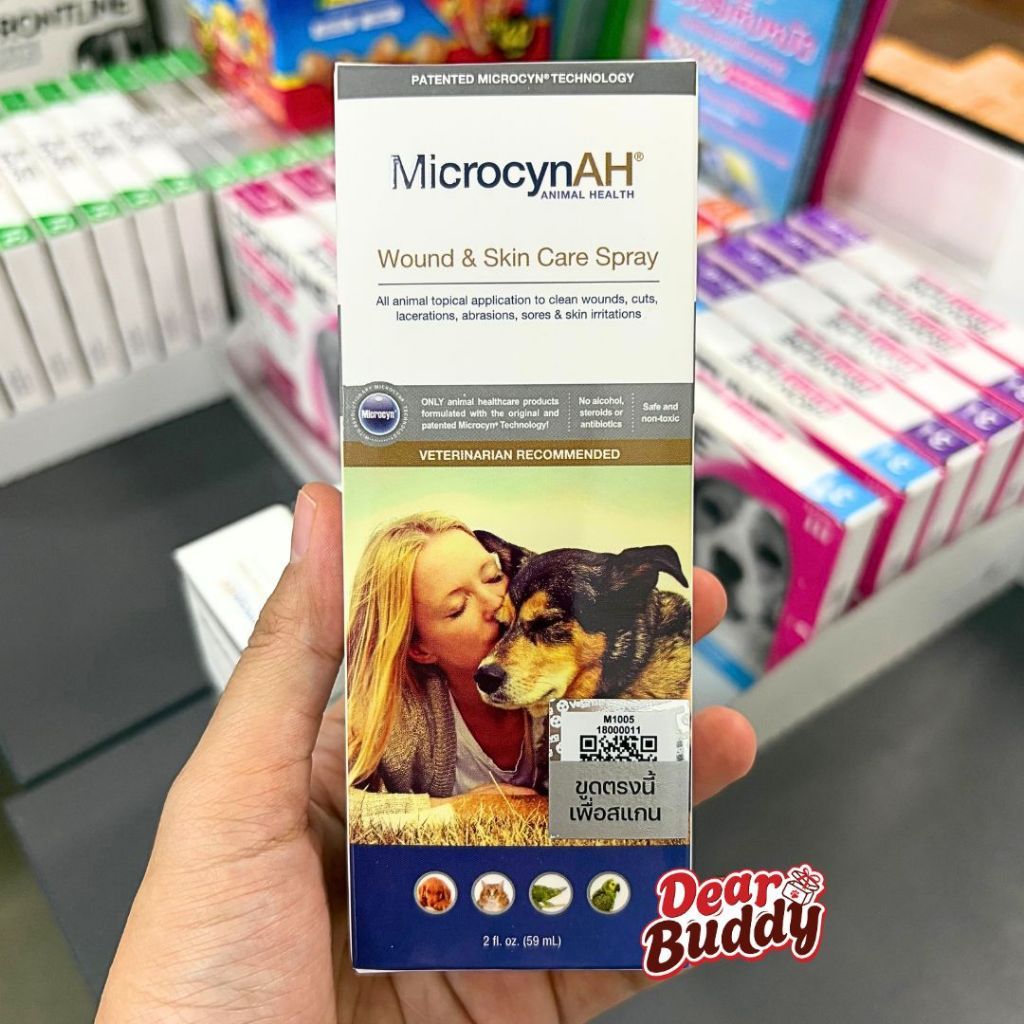 PATENTED MICROCYN® TECHNOLOGY
MicrocynAH®
ANIMAL HEALTH
Wound & Skin Care Spray
All animal topical application to clean wounds, cuts,
lacerations, abrasions, sores & skin irritations
Microcyn®
ONLY animal healthcare products
formulated with the original and
patented Microcyn® Technology!
No alcohol,
steroids or
antibiotics
Safe and
non-toxic
VETERINARIAN RECOMMENDED
M1005
18000011
ขูดตรงนี้
เพื่อสแกน
2 fl. oz. (59 mL)
Dear
Buddy